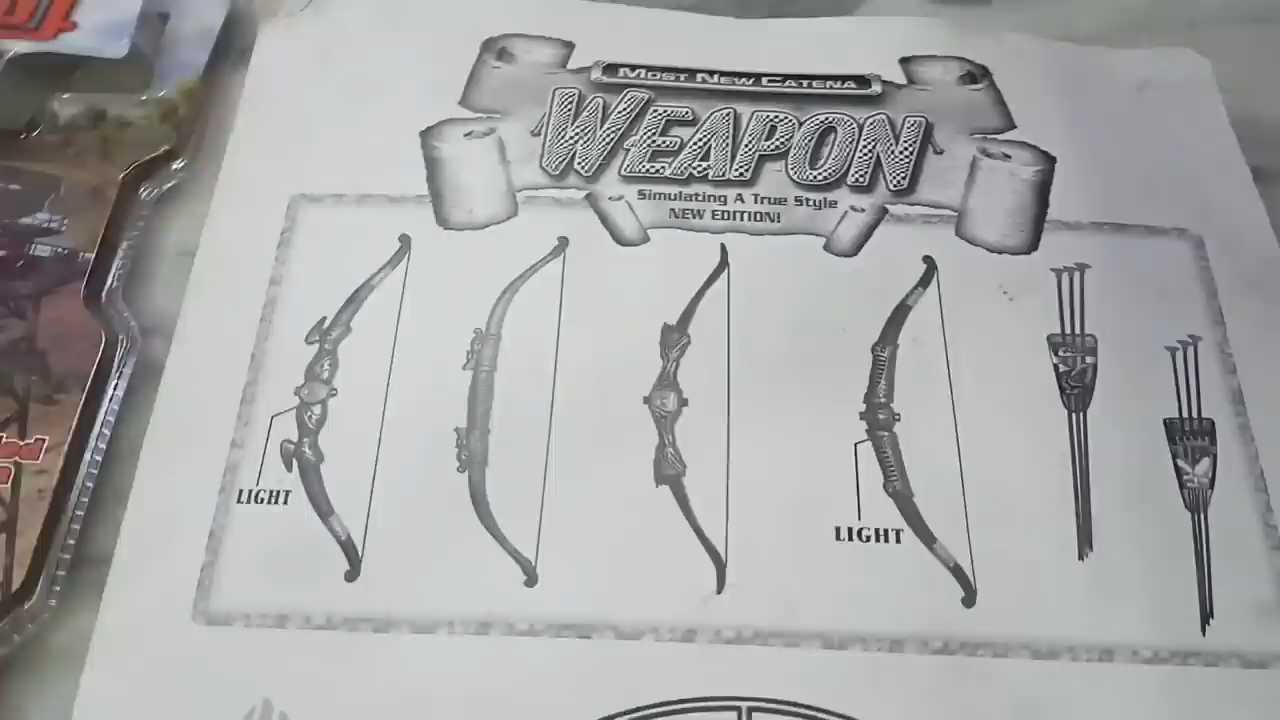 MOST NEW CATENA
WEAPON
Simulating A True Style
NEW EDITION!
LIGHT
LIGHT